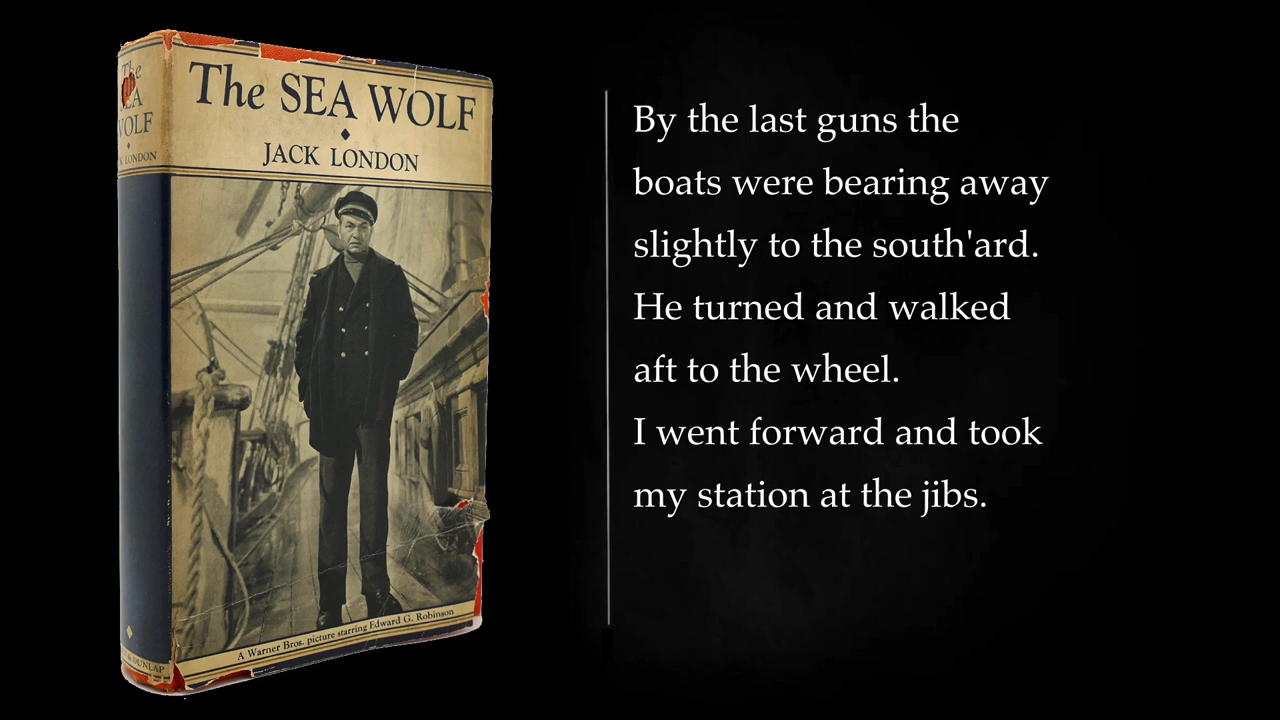 The
SEA
WOLF
LONDON
DUNLAP
The SEA WOLF
JACK LONDON
A Warner Bros. picture starring Edward G. Robinson
By the last guns the
boats were bearing away
slightly to the south'ard.
He turned and walked
aft to the wheel.
I went forward and took
my station at the jibs.